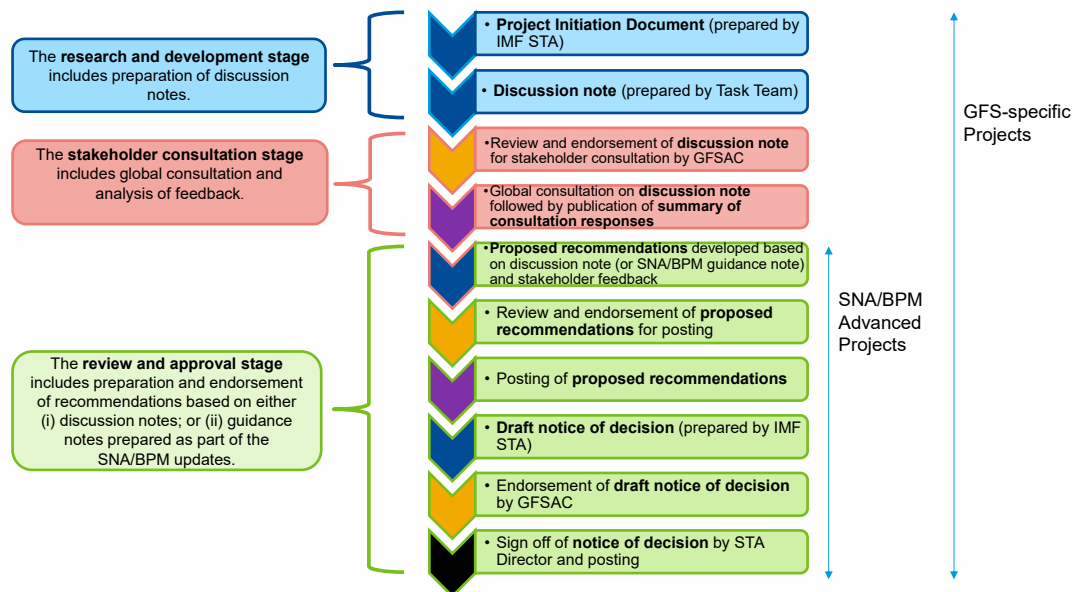 The research and development stage
includes preparation of discussion
notes.
The stakeholder consultation stage
includes global consultation and
analysis of feedback.
The review and approval stage
includes preparation and endorsement
of recommendations based on either
(i) discussion notes; or (ii) guidance
notes prepared as part of the
SNA/BPM updates.
• Project Initiation Document (prepared by
IMF STA)
• Discussion note (prepared by Task Team)
•Review and endorsement of discussion note
for stakeholder consultation by GFSAC
•Global consultation on discussion note
followed by publication of summary of
consultation responses
•Proposed recommendations developed based
on discussion note (or SNA/BPM guidance note)
and stakeholder feedback
• Review and endorsement of proposed
recommendations for posting
• Posting of proposed recommendations
• Draft notice of decision (prepared by IMF
STA)
• Endorsement of draft notice of decision
by GFSAC
• Sign off of notice of decision by STA
Director and posting
SNA/BPM
Advanced
Projects
GFS-specific
Projects